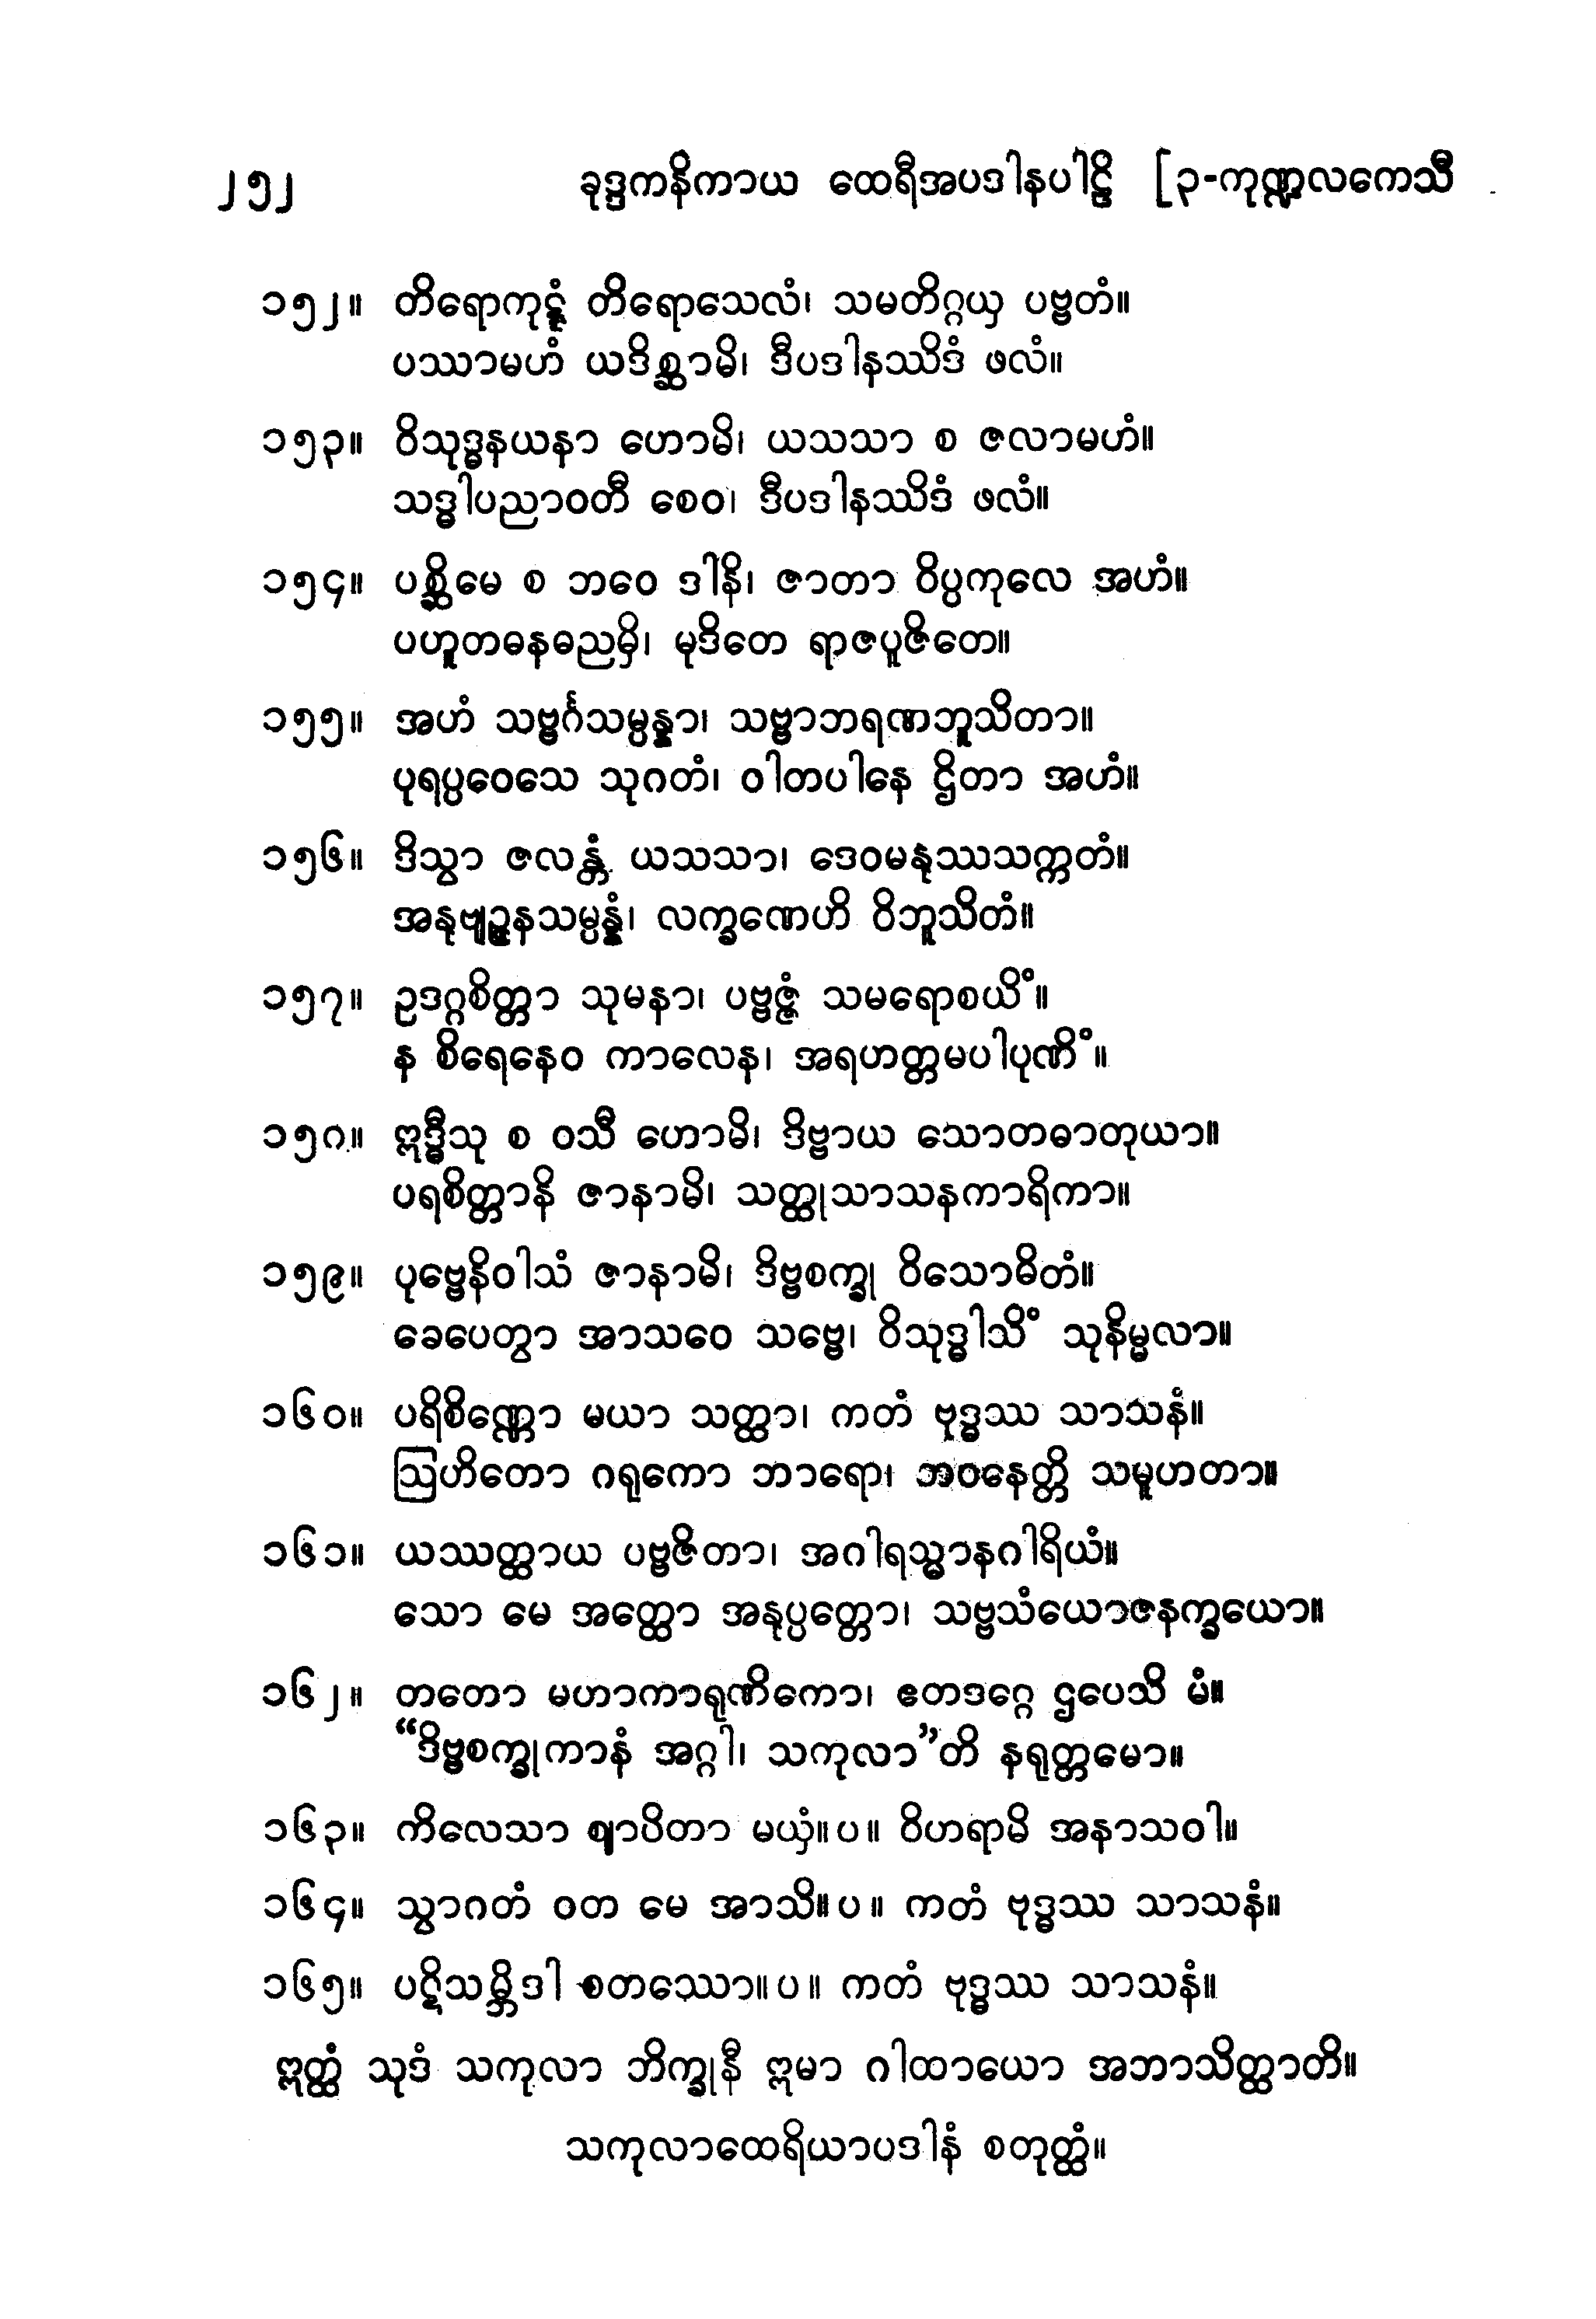 ၂၅၂ ခုဒ္ဒကနိကာယ ထေရီအပဒါနပါဠိ [၃-ကုဏ္ဍလကေသီ
၁၅၂။ တိရောကုဋ္ဋံ တိရောသေလံ၊ သမတိဂ္ဂယှ ပဗ္ဗတံ။
ပဿာမဟံ ယဒိစ္ဆာမိ၊ ဒီပဒါနဿိဒံ ဖလံ။
၁၅၃။ ဝိသုဒ္ဓနယနာ ဟောမိ၊ ယသသာ စ ဇလာမဟံ။
သဒ္ဓါပညာဝတီ စေဝ၊ ဒီပဒါနဿိဒံ ဖလံ။
၁၅၄။ ပစ္ဆိမေ စ ဘဝေ ဒါနိ၊ ဇာတာ ဝိပ္ပကုလေ အဟံ။
ပဟူတဓနဓညမှိ၊ မုဒိတေ ရာဇပူဇိတေ။
၁၅၅။ အဟံ သဗ္ဗင်္ဂသမ္ပန္နာ၊ သဗ္ဗာဘရဏဘူသိတာ။
ပုရပ္ပဝေသေ သုဂတံ၊ ဝါတပါနေ ဌိတာ အဟံ။
၁၅၆။ ဒိသွာ ဇလန္တံ ယသသာ၊ ဒေဝမနုဿသက္ကတံ။
အနုဗျဉ္ဇနသမ္ပန္နံ၊ လက္ခဏေဟိ ဝိဘူသိတံ။
၁၅၇။ ဥဒဂ္ဂစိတ္တာ သုမနာ၊ ပဗ္ဗဇ္ဇံ သမရောစယိံ။
န စိရေနေဝ ကာလေန၊ အရဟတ္တမပါပုဏိံ။
၁၅၈။ ဣဒ္ဓီသု စ ဝသီ ဟောမိ၊ ဒိဗ္ဗာယ သောတဓာတုယာ။
ပရစိတ္တာနိ ဇာနာမိ၊ သတ္ထုသာသနကာရိကာ။
၁၅၉။ ပုဗ္ဗေနိဝါသံ ဇာနာမိ၊ ဒိဗ္ဗစက္ခု ဝိသောဓိတံ။
ခေပေတွာ အာသဝေ သဗ္ဗေ၊ ဝိသုဒ္ဓါသိံ သုနိမ္မလာ။
၁၆၀။ ပရိစိဏ္ဏော မယာ သတ္ထာ၊ ကတံ ဗုဒ္ဓဿ သာသနံ။
ဩဟိတော ဂရုကော ဘာရော၊ ဘဝနေတ္တိ သမူဟတာ။
၁၆၁။ ယဿတ္ထာယ ပဗ္ဗဇိတာ၊ အဂါရသ္မာနဂါရိယံ။
သော မေ အတ္ထော အနုပ္ပတ္တော၊ သဗ္ဗသံယောဇနက္ခယော။
၁၆၂။ တတော မဟာကာရုဏိကော၊ ဧတဒဂ္ဂေ ဌပေသိ မံ။
“ဒိဗ္ဗစက္ခုကာနံ အဂ္ဂါ၊ သကုလာ”တိ နရုတ္တမော။
၁၆၃။ ကိလေသာ ဈာပိတာ မယှံ။ပ။ ဝိဟရာမိ အနာသဝါ။
၁၆၄။ သွာဂတံ ဝတ မေ အာသိ။ပ။ ကတံ ဗုဒ္ဓဿ သာသနံ။
၁၆၅။ ပဋိသမ္ဘိဒါ စတဿော။ပ။ ကတံ ဗုဒ္ဓဿ သာသနံ။
ဣတ္ထံ သုဒံ သကုလာ ဘိက္ခုနီ ဣမာ ဂါထာယော အဘာသိတ္ထာတိ။
သကုလာထေရိယာပဒါနံ စတုတ္ထံ။